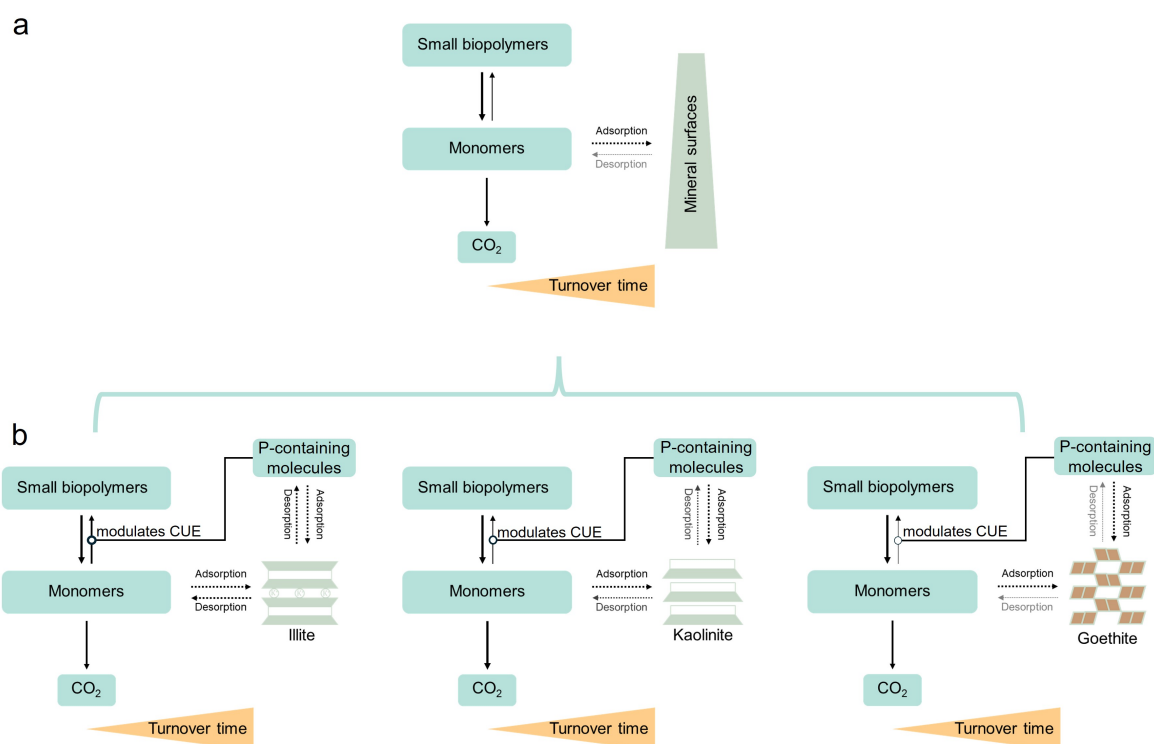 a
Small biopolymers
Monomers
Adsorption
Desorption
Mineral surfaces
CO₂
Turnover time
b
P-containing
molecules
Small biopolymers
Desorption
Adsorption
modulates CUE
Monomers
Adsorption
Desorption
Illite
CO₂
Turnover time
P-containing
molecules
Small biopolymers
Desorption
Adsorption
modulates CUE
Monomers
Adsorption
Desorption
Kaolinite
CO₂
Turnover time
P-containing
molecules
Small biopolymers
Desorption
Adsorption
modulates CUE
Monomers
Adsorption
Desorption
Goethite
CO₂
Turnover time